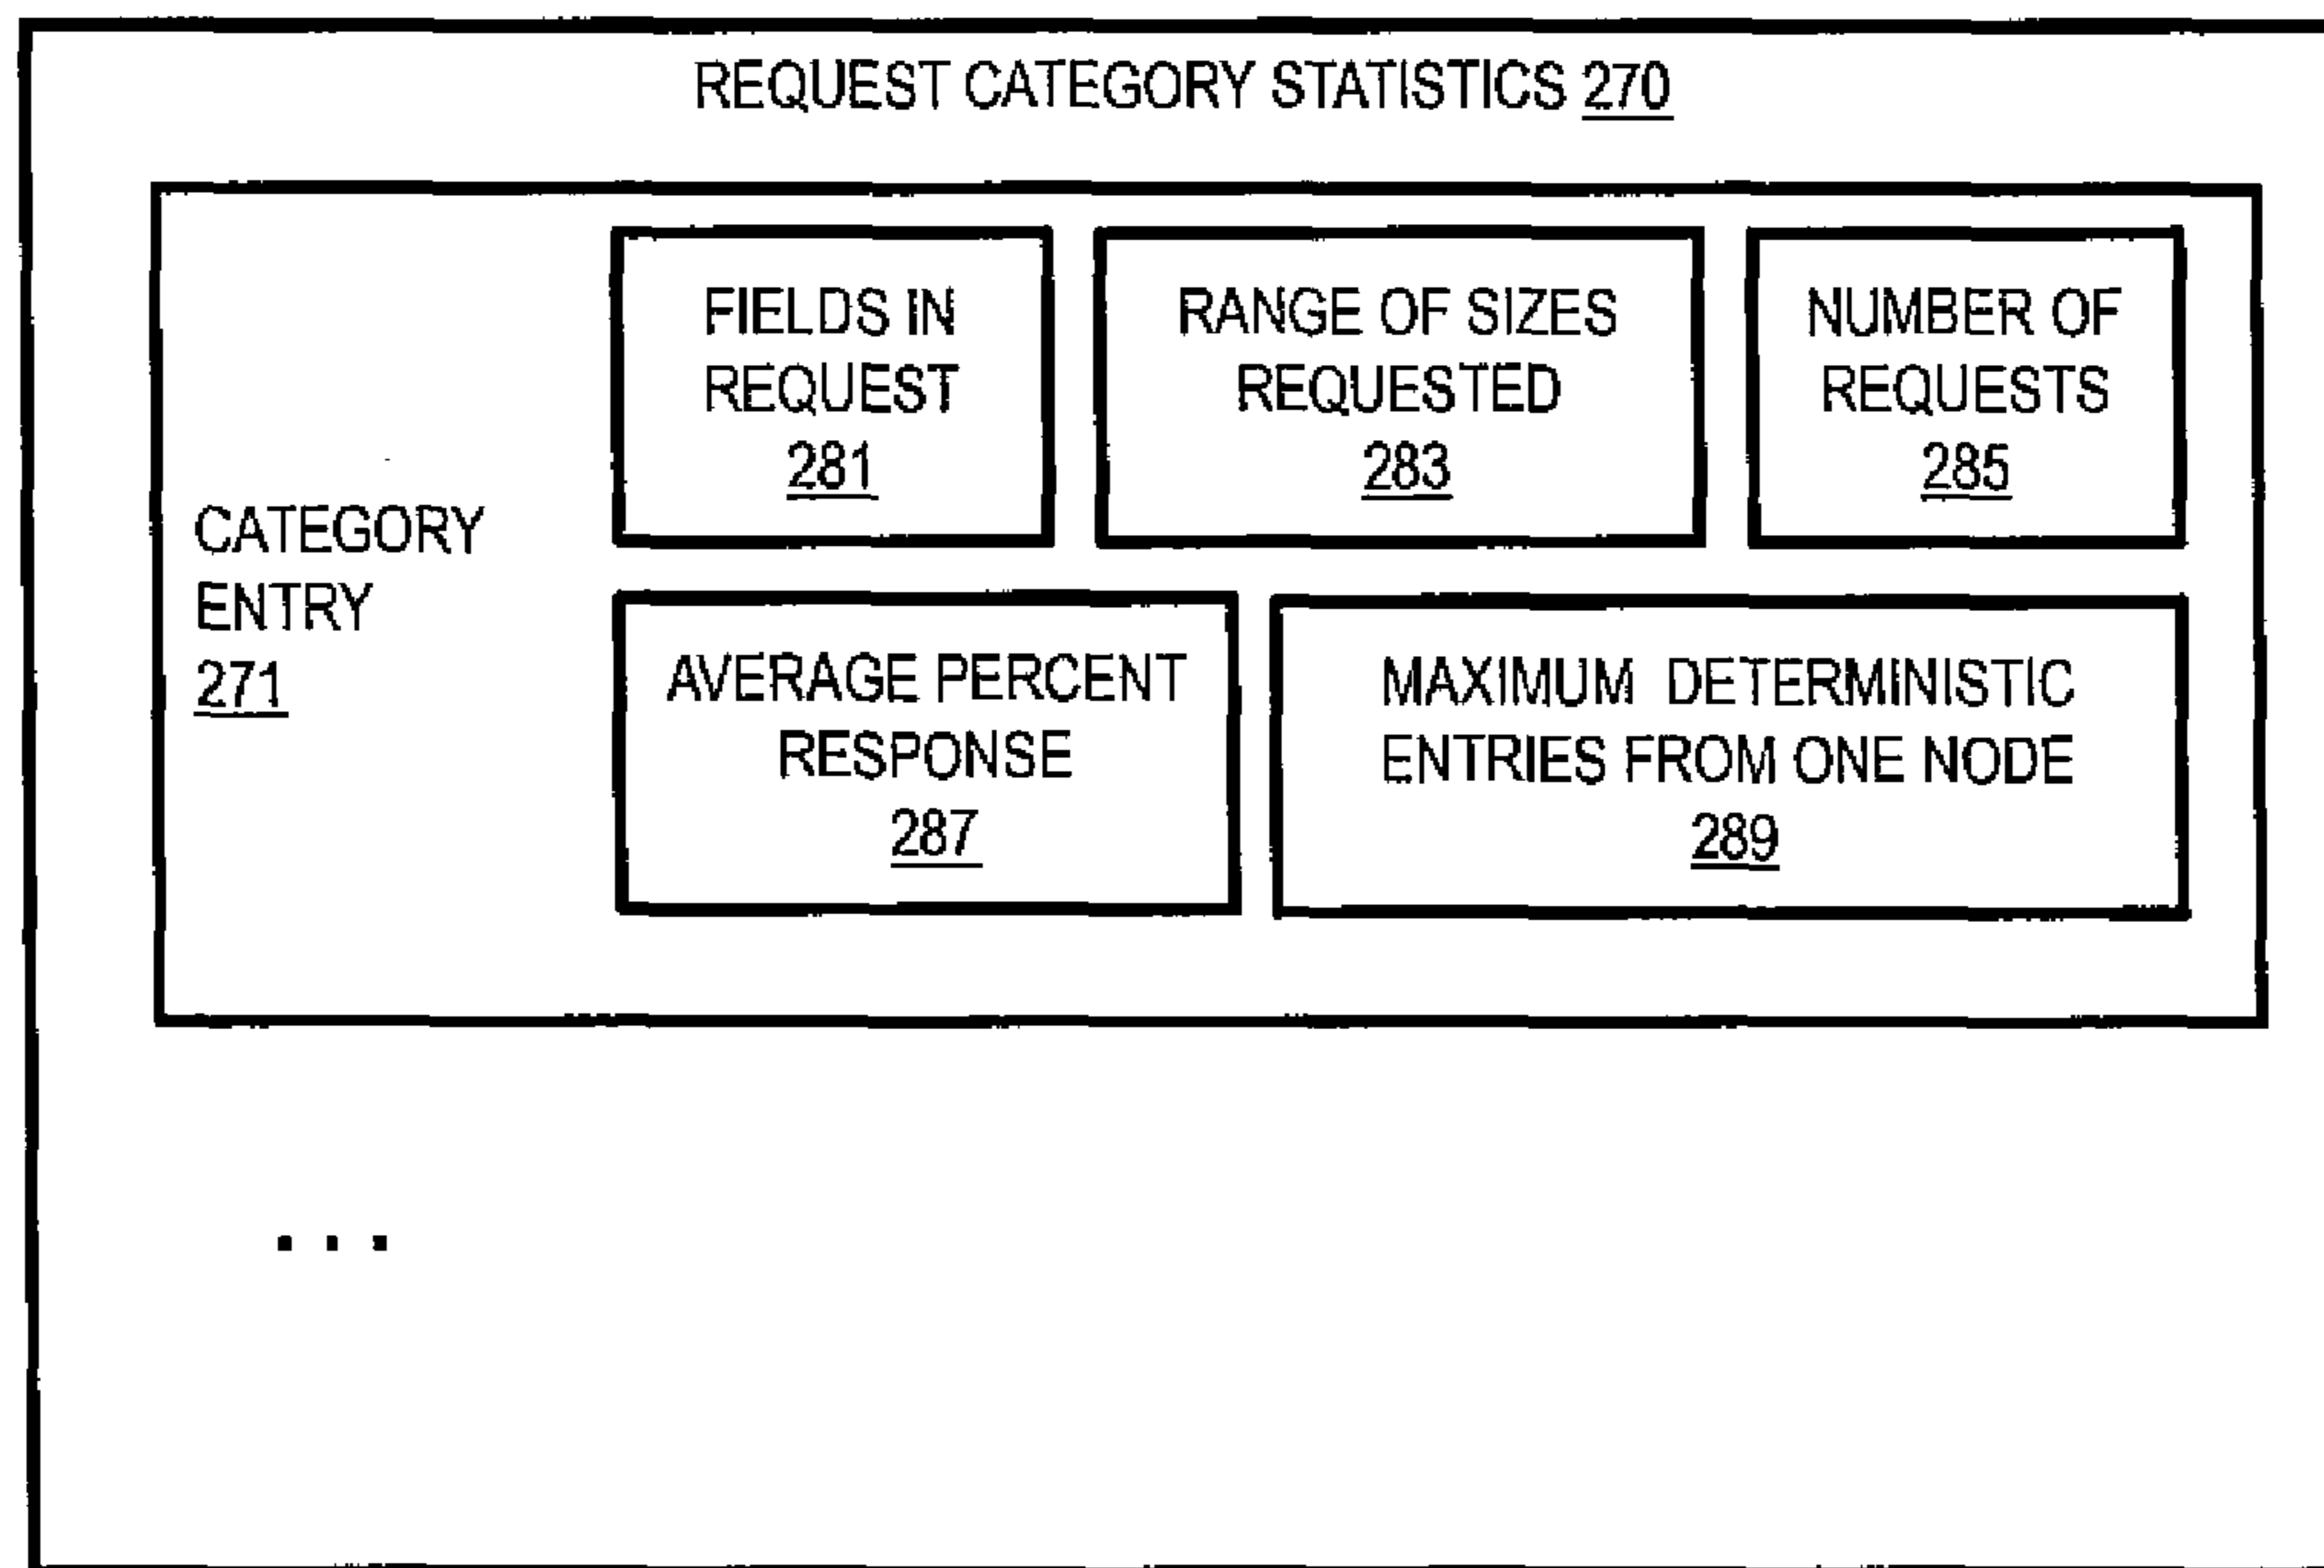 REQUEST CATEGORY STATISTICS 270
FIELDS IN
REQUEST
281
RANGE OF SIZES
REQUESTED
283
NUMBER OF
REQUESTS
285
CATEGORY
ENTRY
271
AVERAGE PERCENT
RESPONSE
287
MAXIMUM DETERMINISTIC
ENTRIES FROM ONE NODE
289
...